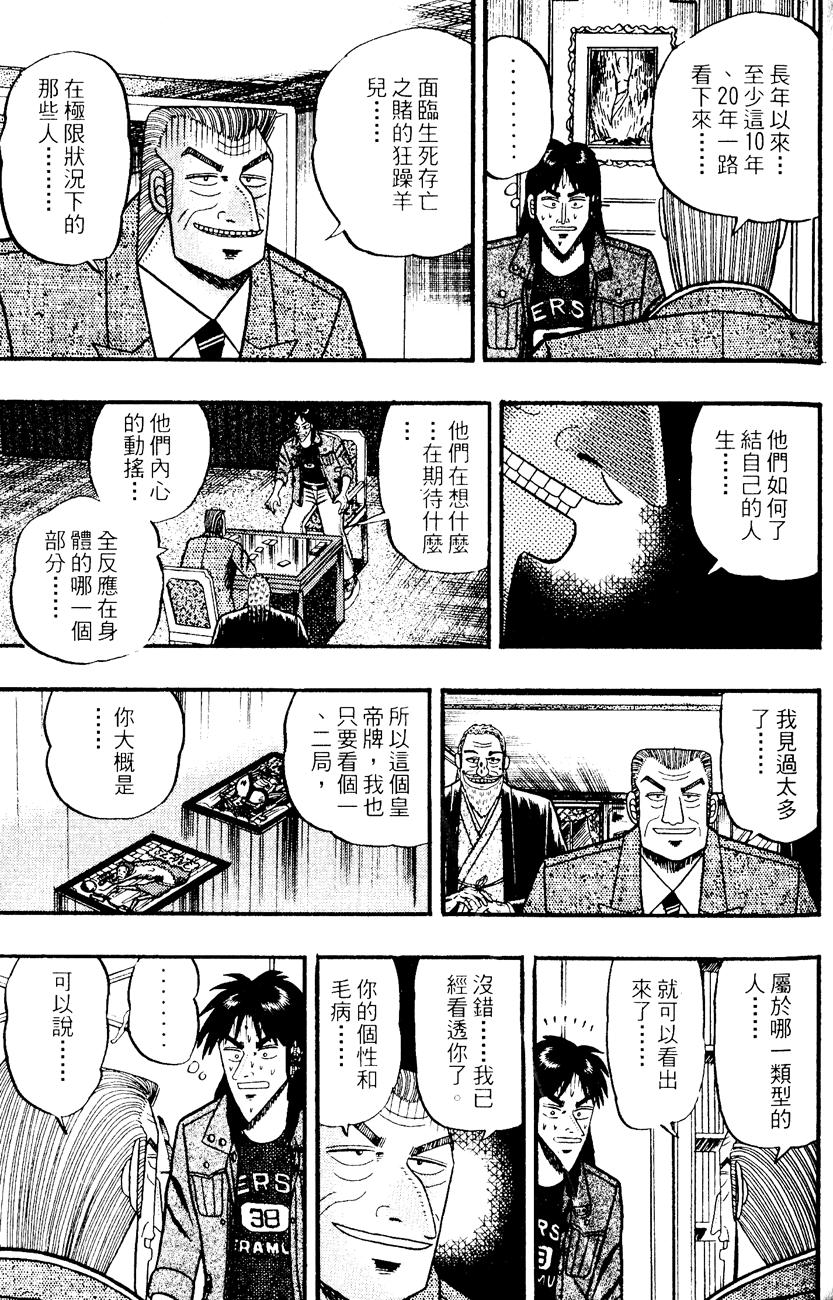 長年以來…
至少這10年
、20年一路
看下來……
………
ERS
面臨生死存亡
之賭的狂躁羊
兒……
在極限狀況下的
那些人………
他們如何了
結自己的人
生……
他們在想什麼
…在期待什麼
…
他們內心
的動搖…
全反應在身
體的哪一個
部分……
我見過太多
了……
所以這個皇
帝牌，我也
只要看個一
、二局，
你大概是
……
屬於哪一類型的
人……
就可以看出
來了……
ERS
沒錯……我已
經看透你了。
你的個性和
毛病……
………
ERS
38
ERAMU
可以說……